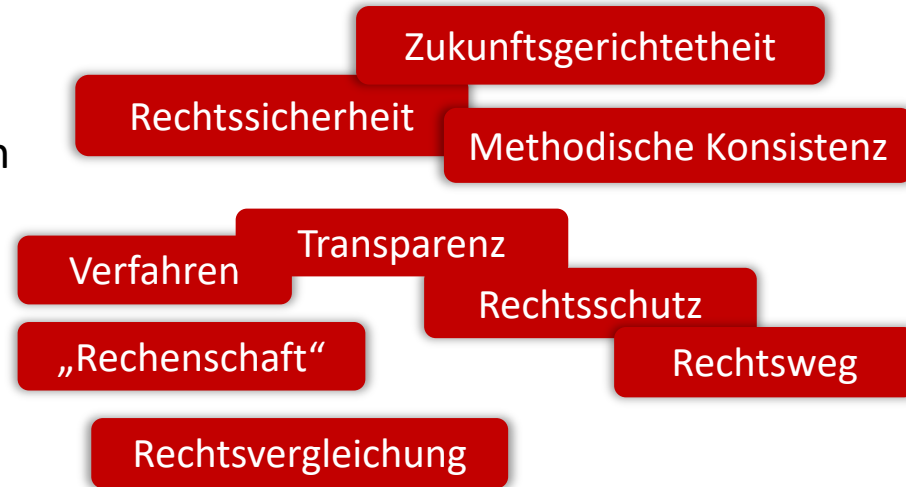 Zukunftsgerichtetheit
Rechtssicherheit
Methodische Konsistenz
n
Transparenz
Verfahren
Rechtsschutz
„Rechenschaft“
Rechtsweg
Rechtsvergleichung